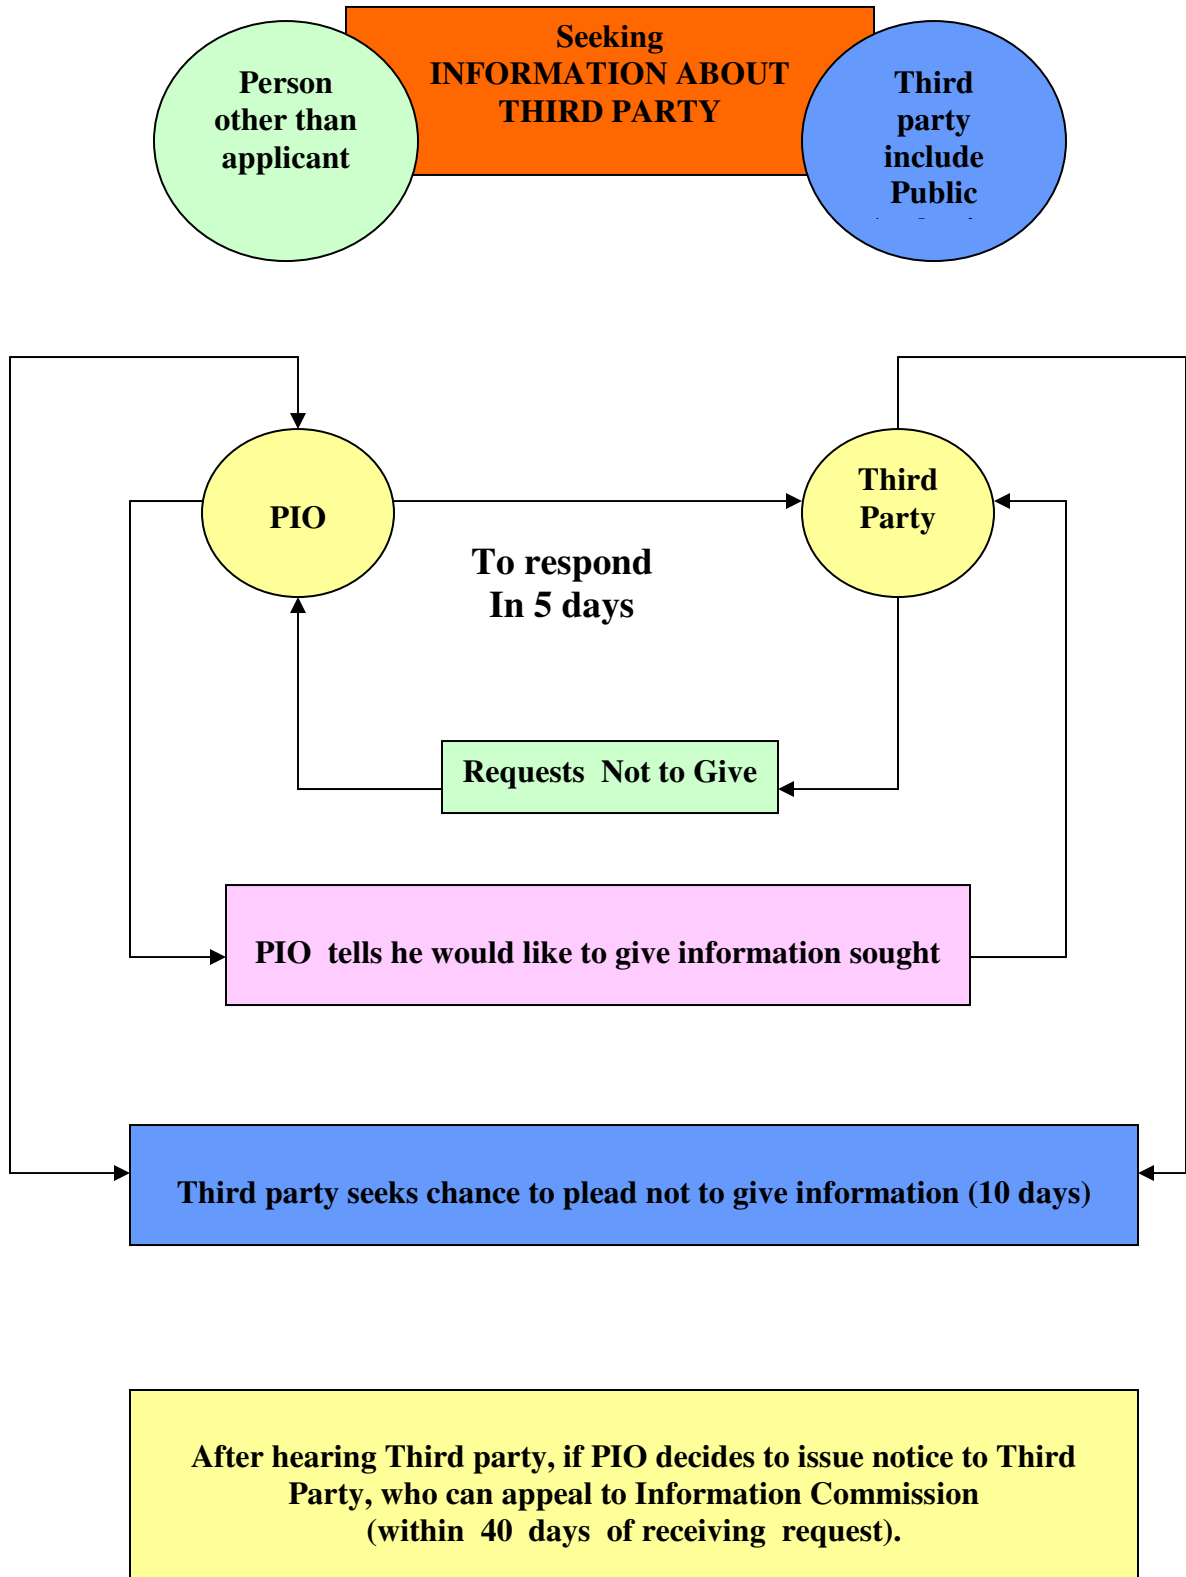 Seeking
INFORMATION ABOUT
THIRD PARTY
Person
other than
applicant
Third
party
include
Public
PIO
Third
Party
To respond
In 5 days
Requests Not to Give
PIO tells he would like to give information sought
Third party seeks chance to plead not to give information (10 days)
After hearing Third party, if PIO decides to issue notice to Third
Party, who can appeal to Information Commission
(within 40 days of receiving request).